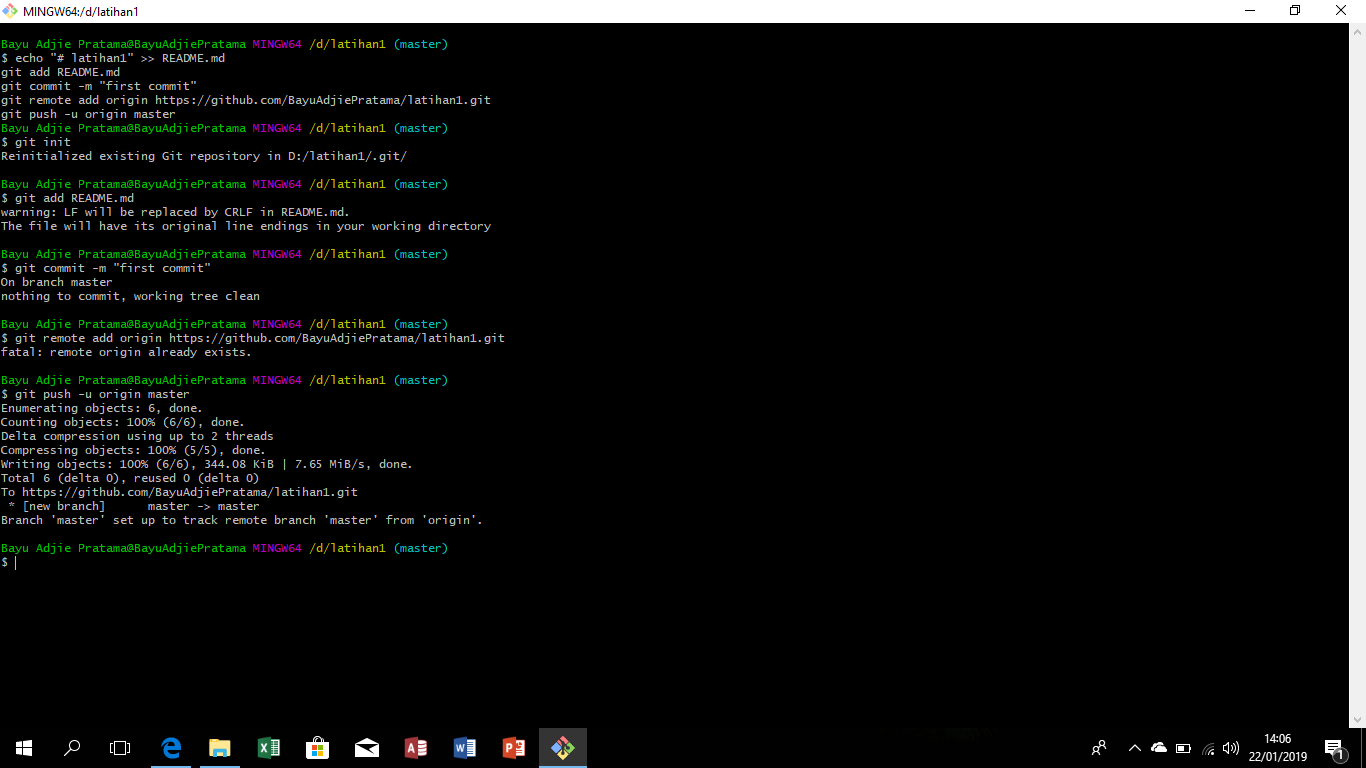 MINGW64:/d/latihan1
Bayu Adjie Pratama@BayuAdjiePratama MINGW64 /d/latihan1 (master)
$ echo "# latihan1" >> README.md
git add README.md
git commit -m "first commit"
git remote add origin https://github.com/BayuAdjiePratama/latihan1.git
git push -u origin master
Bayu Adjie Pratama@BayuAdjiePratama MINGW64 /d/latihan1 (master)
$ git init
Reinitialized existing Git repository in D:/latihan1/.git/
Bayu Adjie Pratama@BayuAdjiePratama MINGW64 /d/latihan1 (master)
$ git add README.md
warning: LF will be replaced by CRLF in README.md.
The file will have its original line endings in your working directory
Bayu Adjie Pratama@BayuAdjiePratama MINGW64 /d/latihan1 (master)
$ git commit -m "first commit"
On branch master
nothing to commit, working tree clean
Bayu Adjie Pratama@BayuAdjiePratama MINGW64 /d/latihan1 (master)
$ git remote add origin https://github.com/BayuAdjiePratama/latihan1.git
fatal: remote origin already exists.
Bayu Adjie Pratama@BayuAdjiePratama MINGW64 /d/latihan1 (master)
$ git push -u origin master
Enumerating objects: 6, done.
Counting objects: 100% (6/6), done.
Delta compression using up to 2 threads
Compressing objects: 100% (5/5), done.
Writing objects: 100% (6/6), 344.08 KiB | 7.65 MiB/s, done.
Total 6 (delta 0), reused 0 (delta 0)
To https://github.com/BayuAdjiePratama/latihan1.git
 * [new branch]      master -> master
Branch 'master' set up to track remote branch 'master' from 'origin'.
Bayu Adjie Pratama@BayuAdjiePratama MINGW64 /d/latihan1 (master)
$
14:06
22/01/2019
1